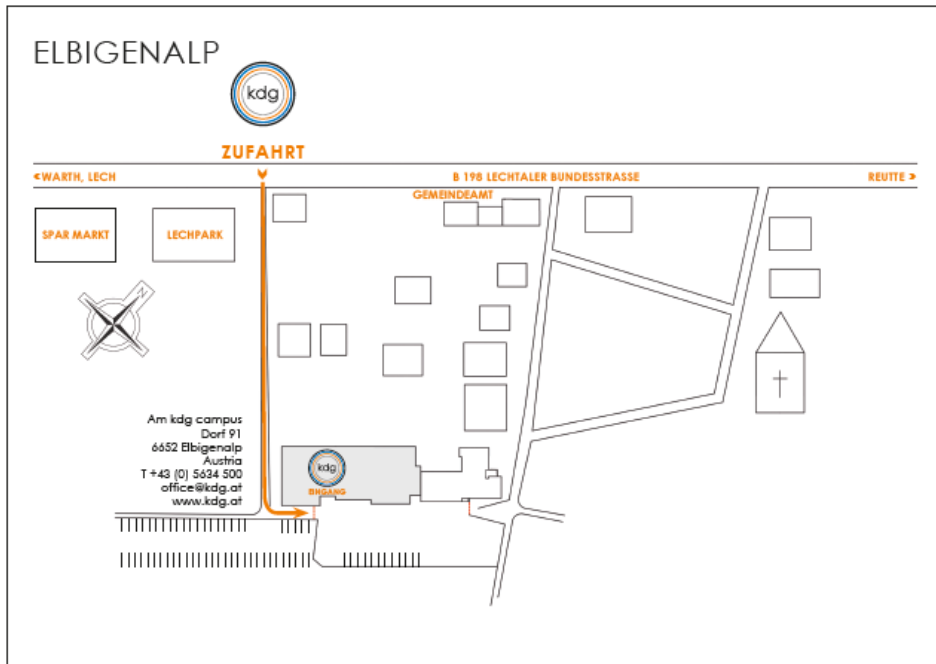 ELBIGENALP
kdg
ZUFAHRT
« WARTH, LECH
B 198 LECHTALER BUNDESSTRASSE
REUTTE »
GEMEINDEAMT
SPAR MARKT
LECHPARK
N
Am kdg campus
Dorf 91
6652 Elbigenalp
Austria
T +43 (0) 5634 500
office@kdg.at
www.kdg.at
kdg
EINGANG